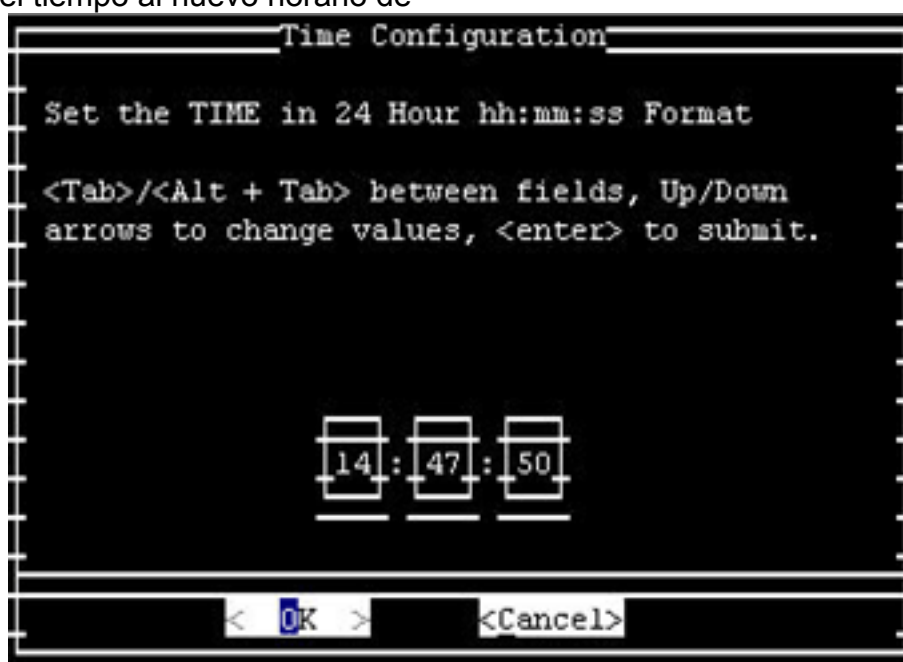 el tiempo al nuevo horario de
Time Configuration
Set the TIME in 24 Hour hh:mm:ss Format
<Tab>/<Alt + Tab> between fields, Up/Down
arrows to change values, <enter> to submit.
14:47:50
< OK > <Cancel>